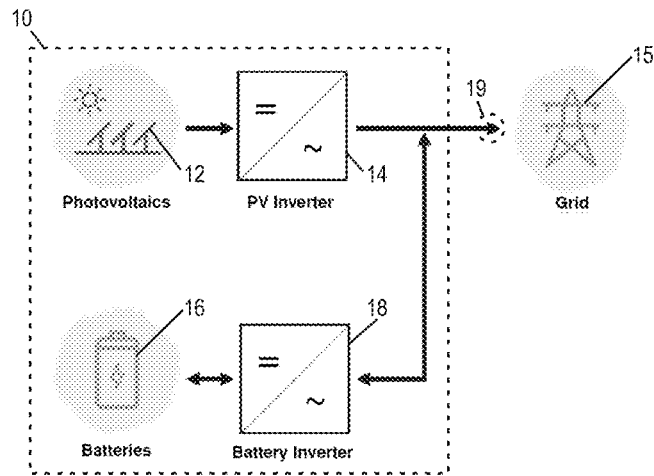 10
15
19
=
~
12
14
Photovoltaics
PV Inverter
Grid
16
18
=
~
Batteries
Battery Inverter